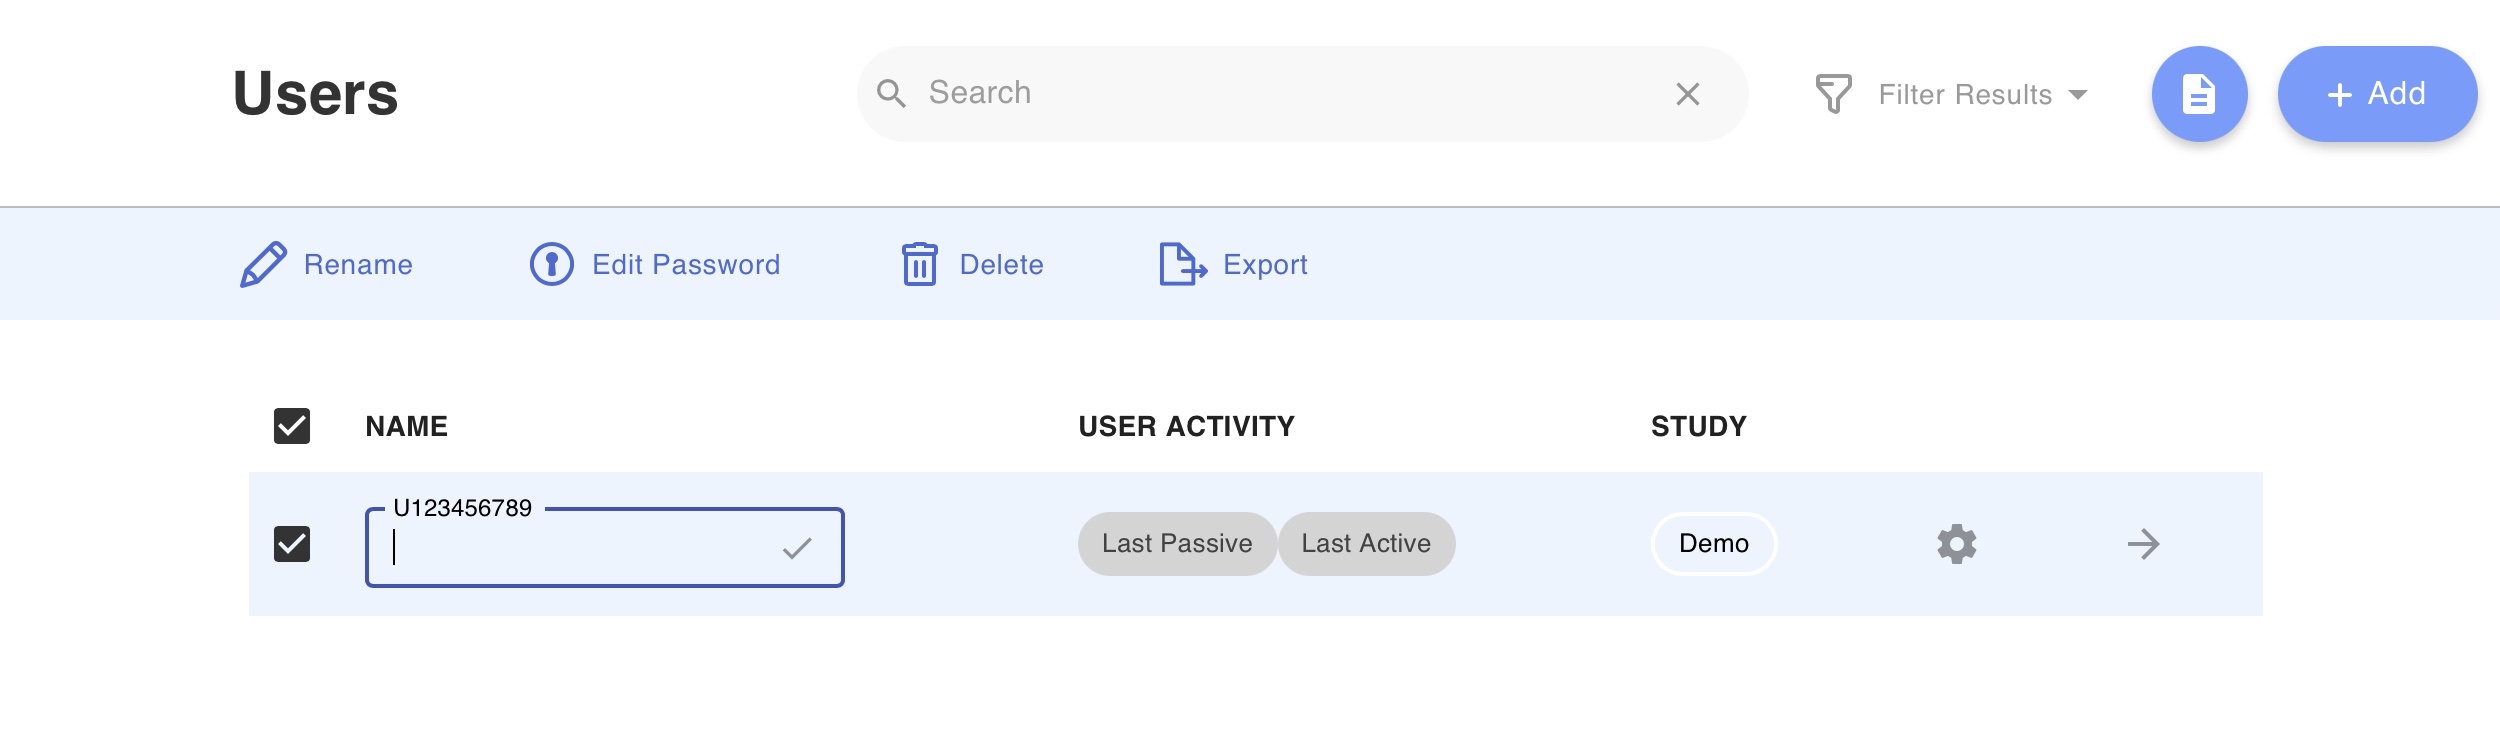 Users
Search
Filter Results
Add
Rename
Edit Password
Delete
Export
NAME
USER ACTIVITY
STUDY
U123456789
Last Passive
Last Active
Demo